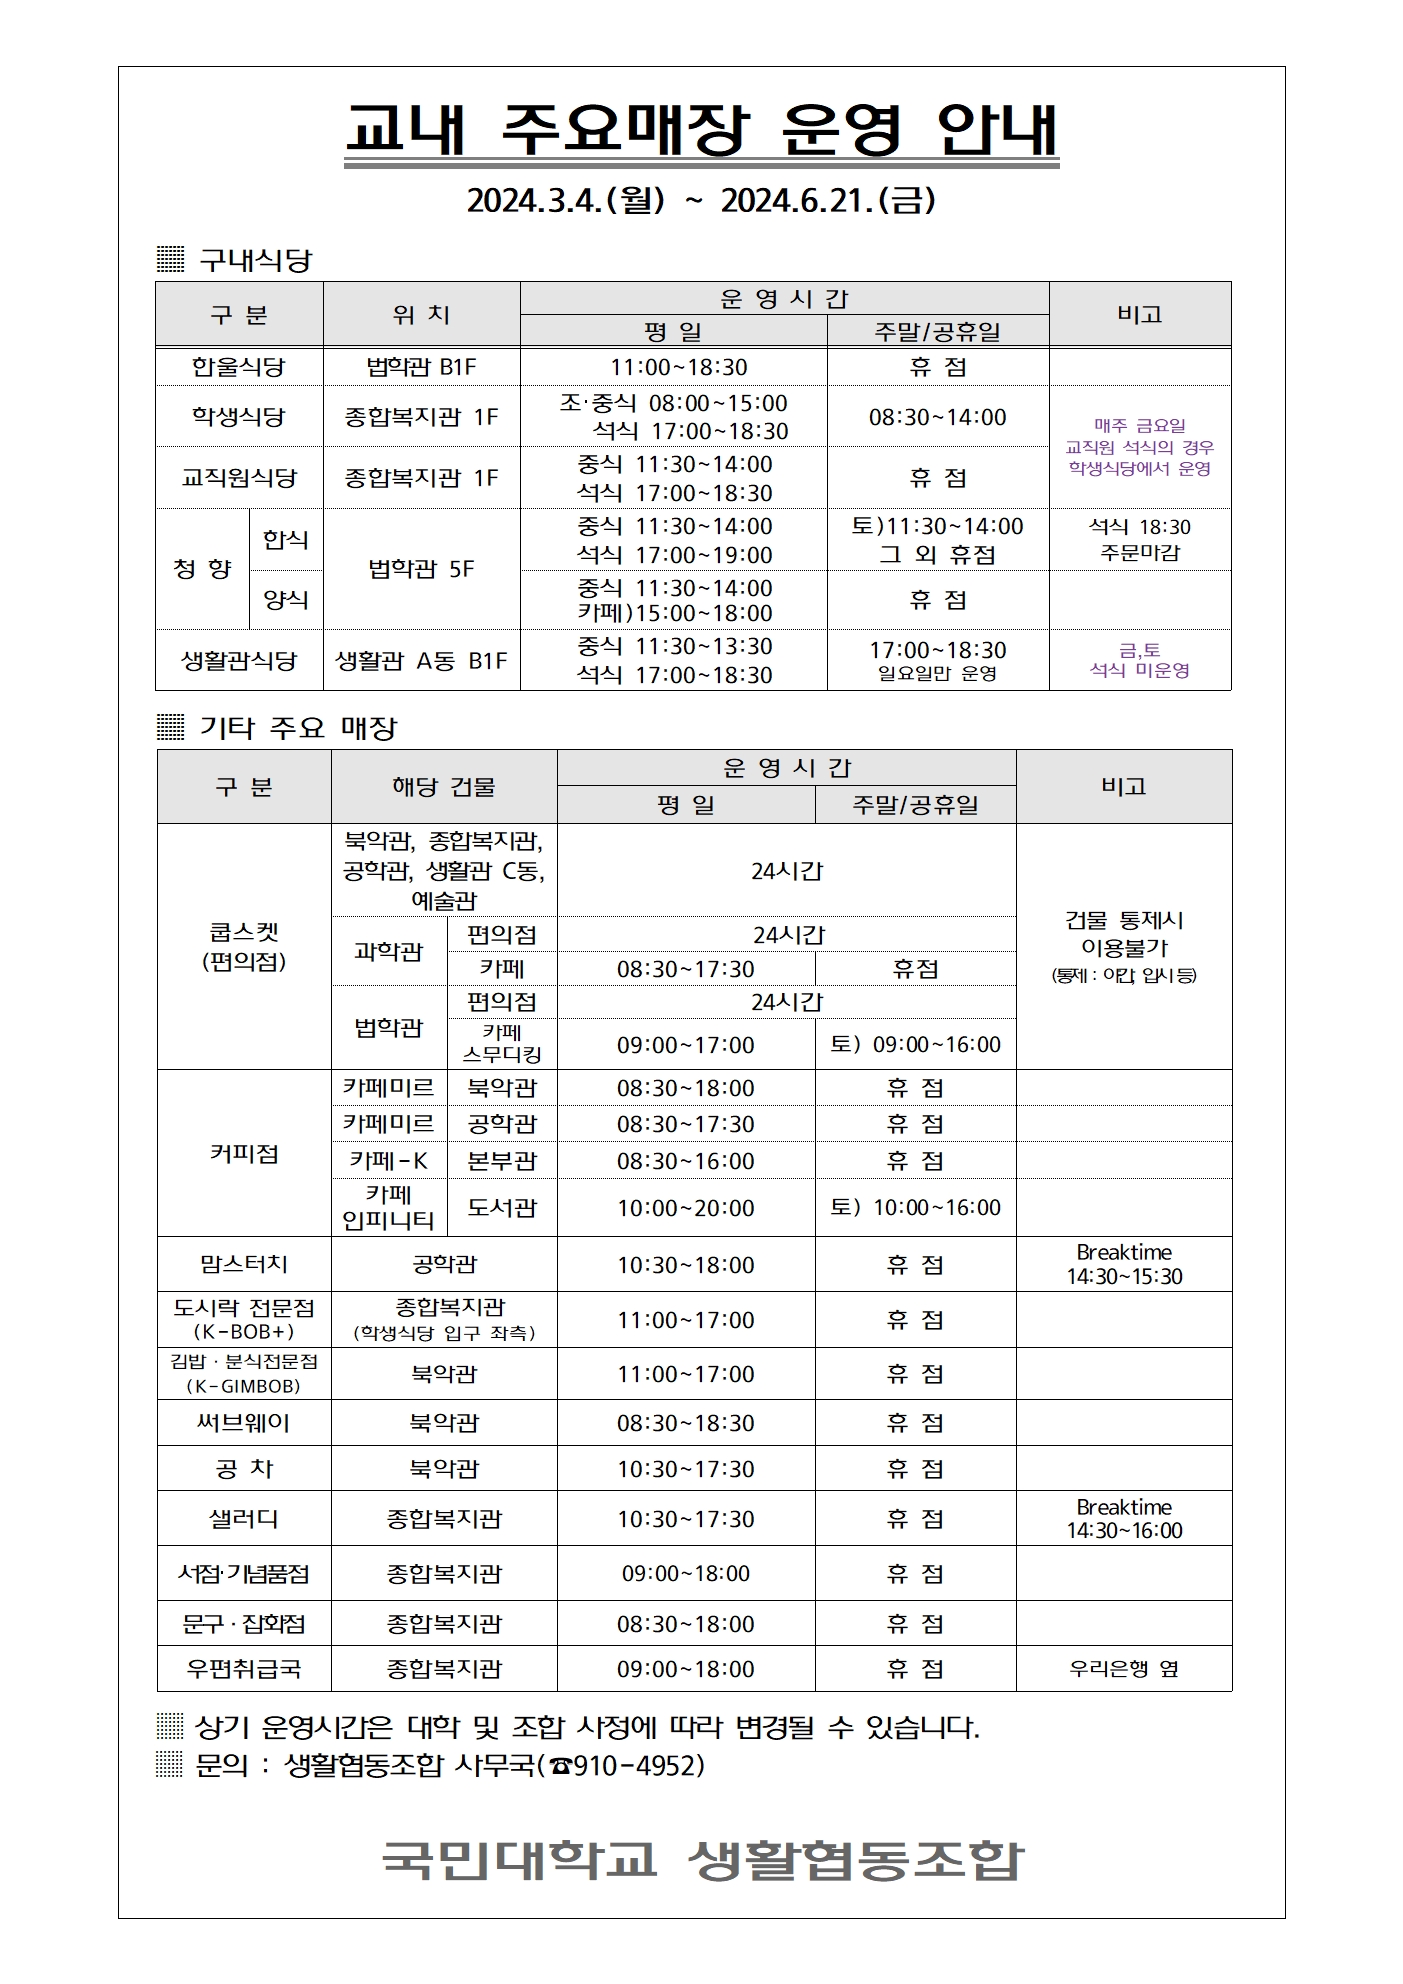 교내 주요매장 운영 안내
2024.3.4.(월) ~ 2024.6.21.(금)
▒ 구내식당
구 분 위 치 운 영 시 간 비고
평 일 주말/공휴일
한울식당 법학관 B1F 11:00~18:30 휴 점
학생식당 종합복지관 1F 조·중식 08:00~15:00 08:30~14:00
석식 17:00~18:30
매주 금요일
교직원 석식의 경우
학생식당에서 운영
교직원식당 종합복지관 1F 중식 11:30~14:00 휴 점
석식 17:00~18:30
청 향 한식 법학관 5F 중식 11:30~14:00 토)11:30~14:00 석식 18:30
석식 17:00~19:00 그 외 휴점 주문마감
양식 중식 11:30~14:00 휴 점
카페)15:00~18:00
생활관식당 생활관 A동 B1F 중식 11:30~13:30 17:00~18:30 금,토
석식 17:00~18:30 일요일만 운영 석식 미운영
▒ 기타 주요 매장
구 분 해당 건물 운 영 시 간 비고
평 일 주말/공휴일
쿱스켓
(편의점)
북악관, 종합복지관,
공학관, 생활관 C동,
예술관
24시간
건물 통제시
이용불가
(통제 : 야간, 입시 등)
과학관 편의점 24시간
카페 08:30~17:30 휴점
법학관 편의점 24시간
카페
스무디킹
09:00~17:00 토) 09:00~16:00
커피점 카페미르 북악관 08:30~18:00 휴 점
카페미르 공학관 08:30~17:30 휴 점
카페-K 본부관 08:30~16:00 휴 점
카페
인피니티
도서관 10:00~20:00 토) 10:00~16:00
맘스터치 공학관 10:30~18:00 휴 점 Breaktime
14:30~15:30
도시락 전문점 종합복지관 11:00~17:00 휴 점
(K-BOB+) (학생식당 입구 좌측)
김밥·분식전문점 북악관 11:00~17:00 휴 점
(K-GIMBOB)
써브웨이 북악관 08:30~18:30 휴 점
공 차 북악관 10:30~17:30 휴 점
샐러디 종합복지관 10:30~17:30 휴 점 Breaktime
14:30~16:00
서점·기념품점 종합복지관 09:00~18:00 휴 점
문구·잡화점 종합복지관 08:30~18:00 휴 점
우편취급국 종합복지관 09:00~18:00 휴 점 우리은행 옆
▒ 상기 운영시간은 대학 및 조합 사정에 따라 변경될 수 있습니다.
▒ 문의 : 생활협동조합 사무국(☎910-4952)
국민대학교 생활협동조합